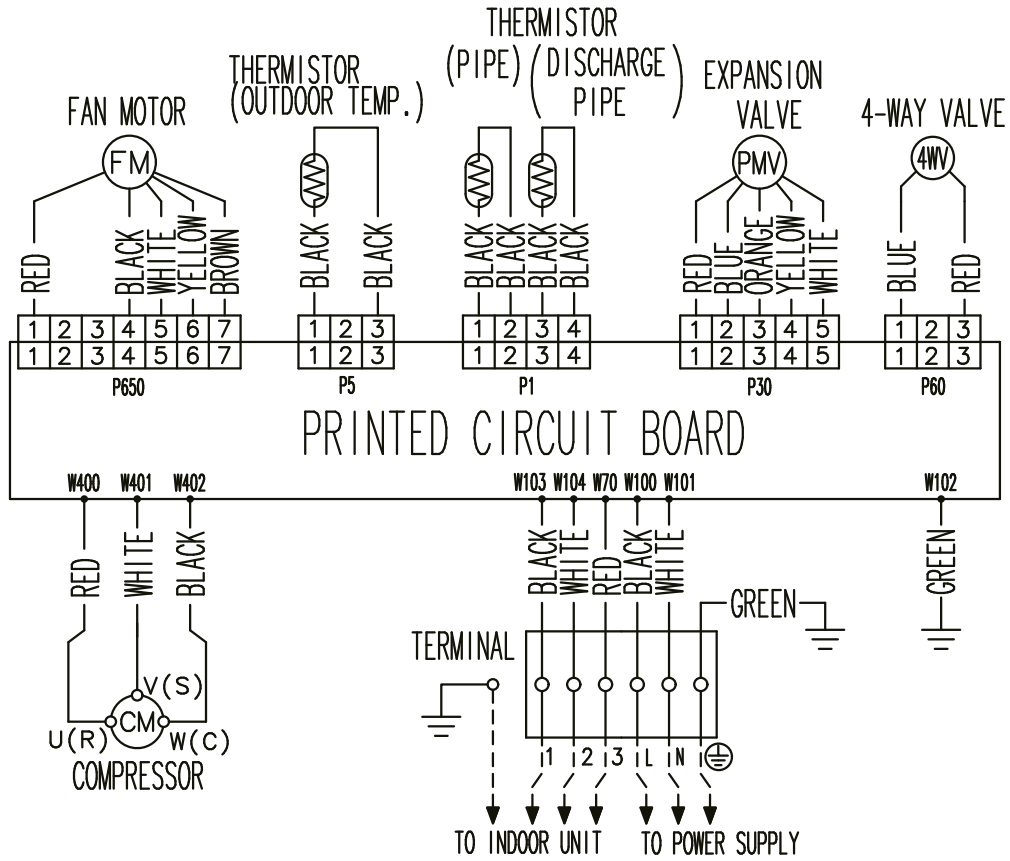 THERMISTOR
(PIPE) (DISCHARGE PIPE)
THERMISTOR
(OUTDOOR TEMP.)
EXPANSION
VALVE
FAN MOTOR
4-WAY VALVE
FM
PMV
4WV
RED BLACK WHITE YELLOW BROWN
BLACK BLACK
BLACK BLACK BLACK BLACK
RED BLUE ORANGE YELLOW WHITE
BLUE RED
1 2 3 4 5 6 7
1 2 3 4 5 6 7
P650
1 2 3
1 2 3
P5
1 2 3 4
1 2 3 4
P1
1 2 3 4 5
1 2 3 4 5
P30
1 2 3
1 2 3
P60
PRINTED CIRCUIT BOARD
W400 W401 W402 W103 W104 W70 W100 W101 W102
RED WHITE BLACK
BLACK WHITE RED BLACK WHITE
GREEN
GREEN
TERMINAL
V(S)
CM
U(R) W(C)
COMPRESSOR
1 2 3 L N
TO INDOOR UNIT
TO POWER SUPPLY